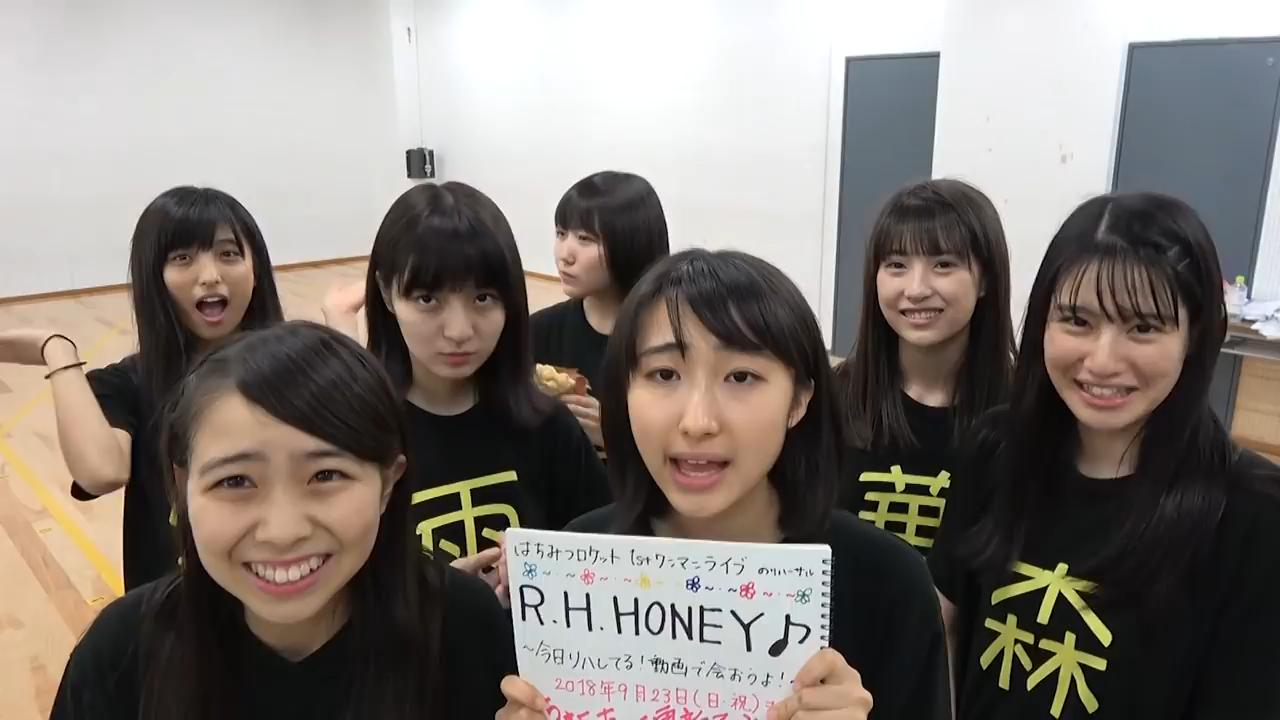 雨
華
森
はちみつロケット 1stワンマンライブ のリハーサル
R.H.HONEY♪
~今日リハしてる!動画で会おうよ!~
2018年9月23日(日・祝)ま